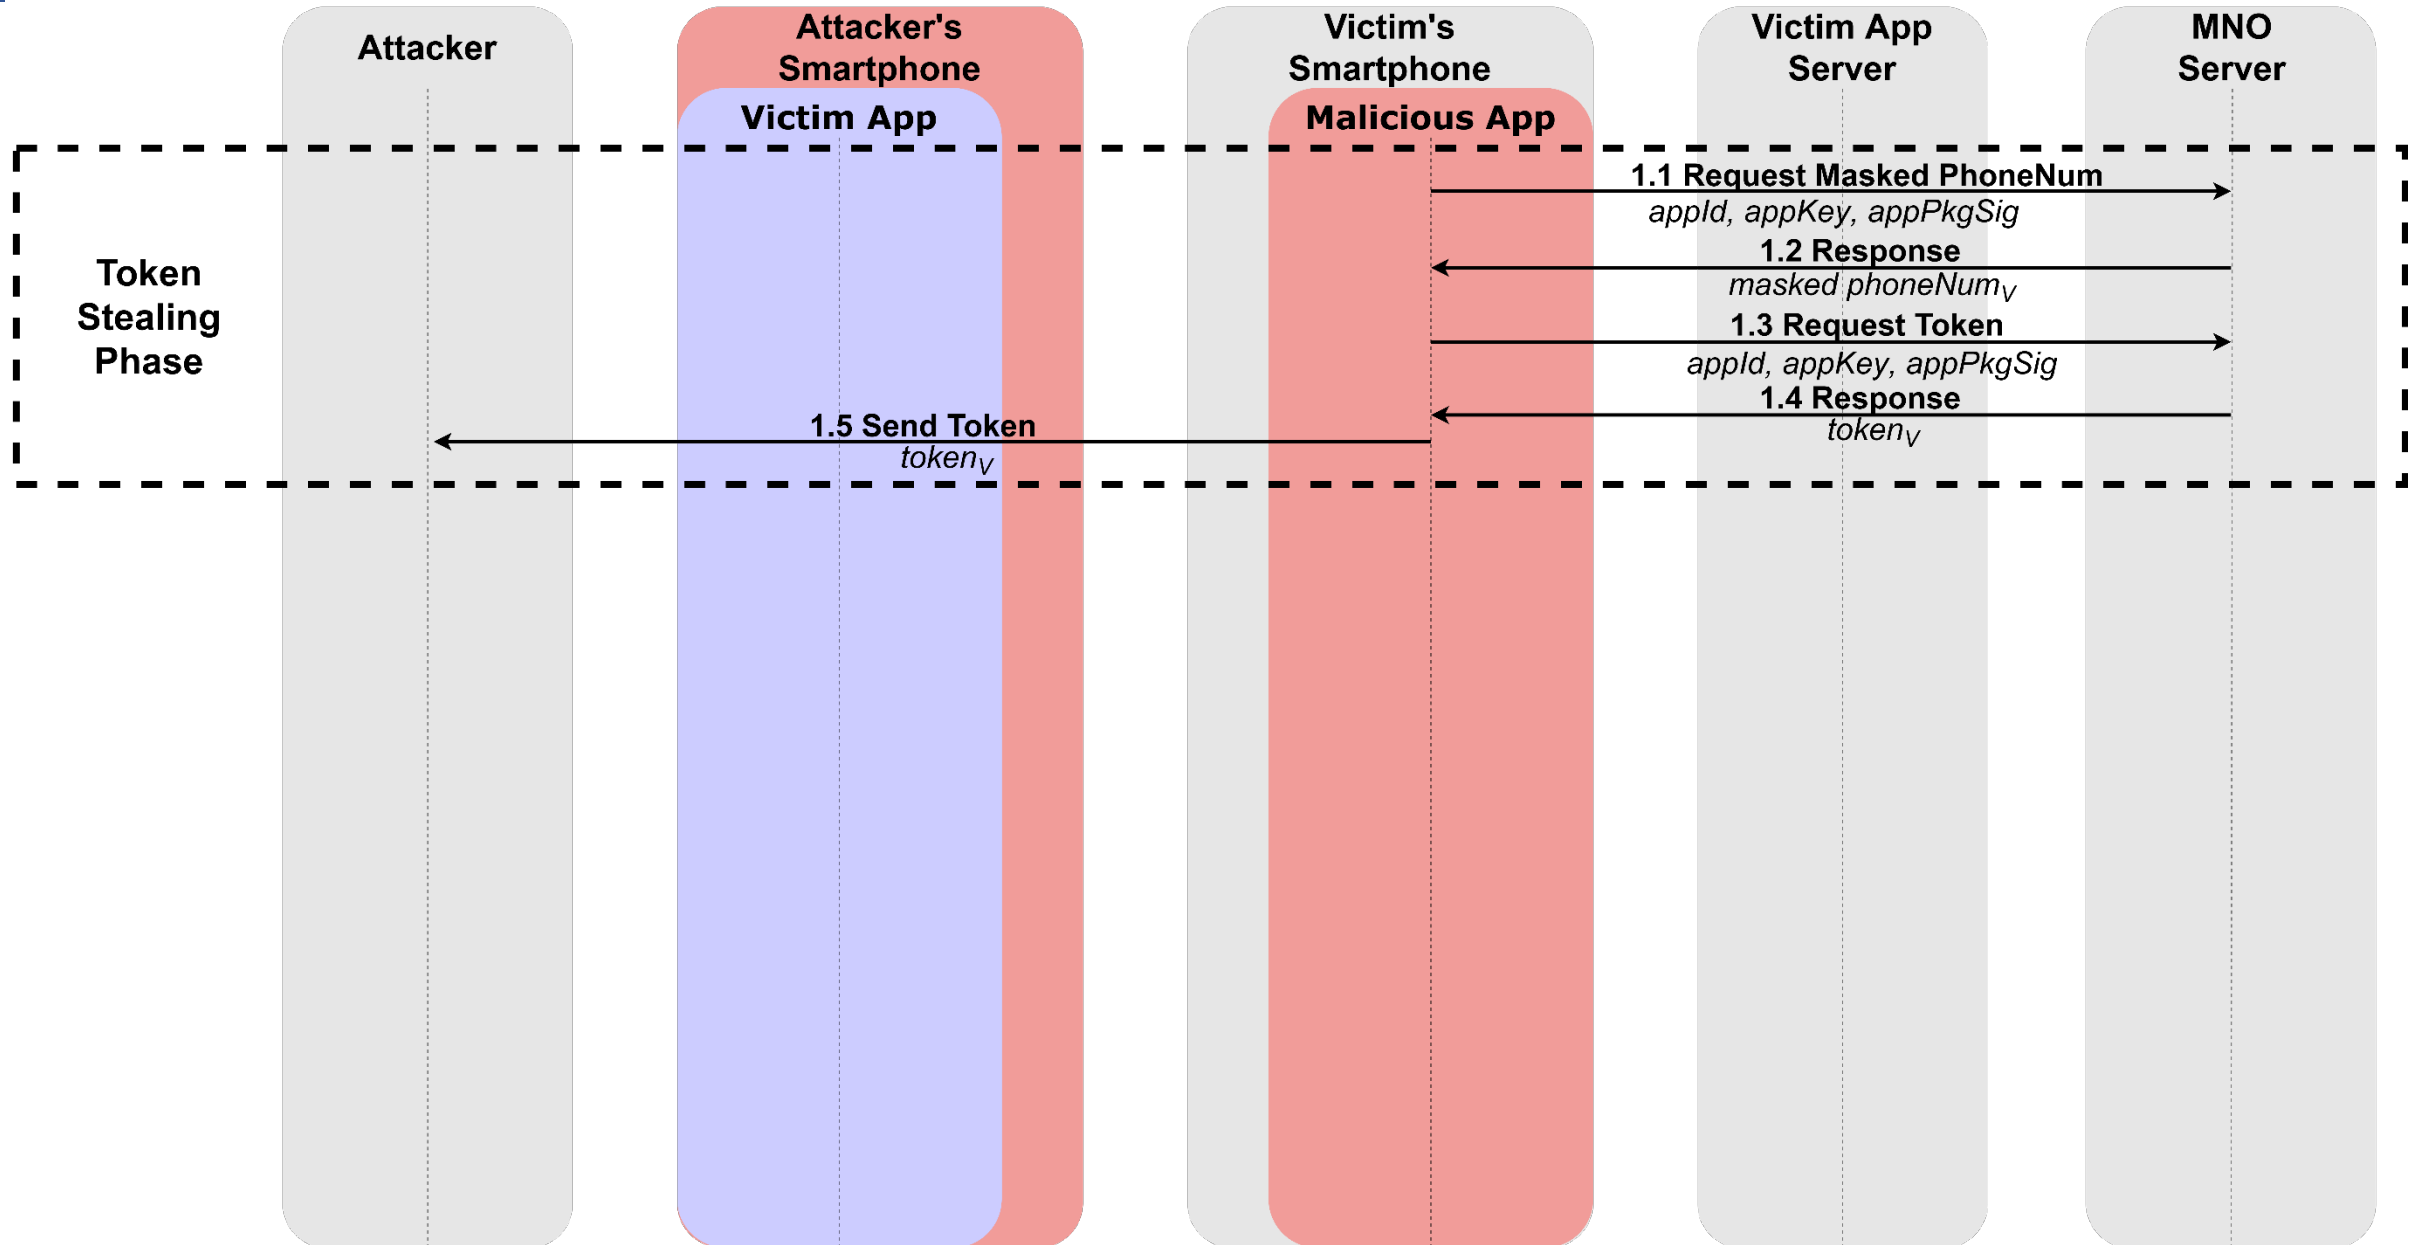 Attacker
Attacker's
Smartphone
Victim's
Smartphone
Victim App
Server
MNO
Server
Victim App
Malicious App
Token
Stealing
Phase
1.1 Request Masked PhoneNum
appId, appKey, appPkgSig
1.2 Response
masked phoneNumV
1.3 Request Token
appId, appKey, appPkgSig
1.4 Response
tokenV
1.5 Send Token
tokenV